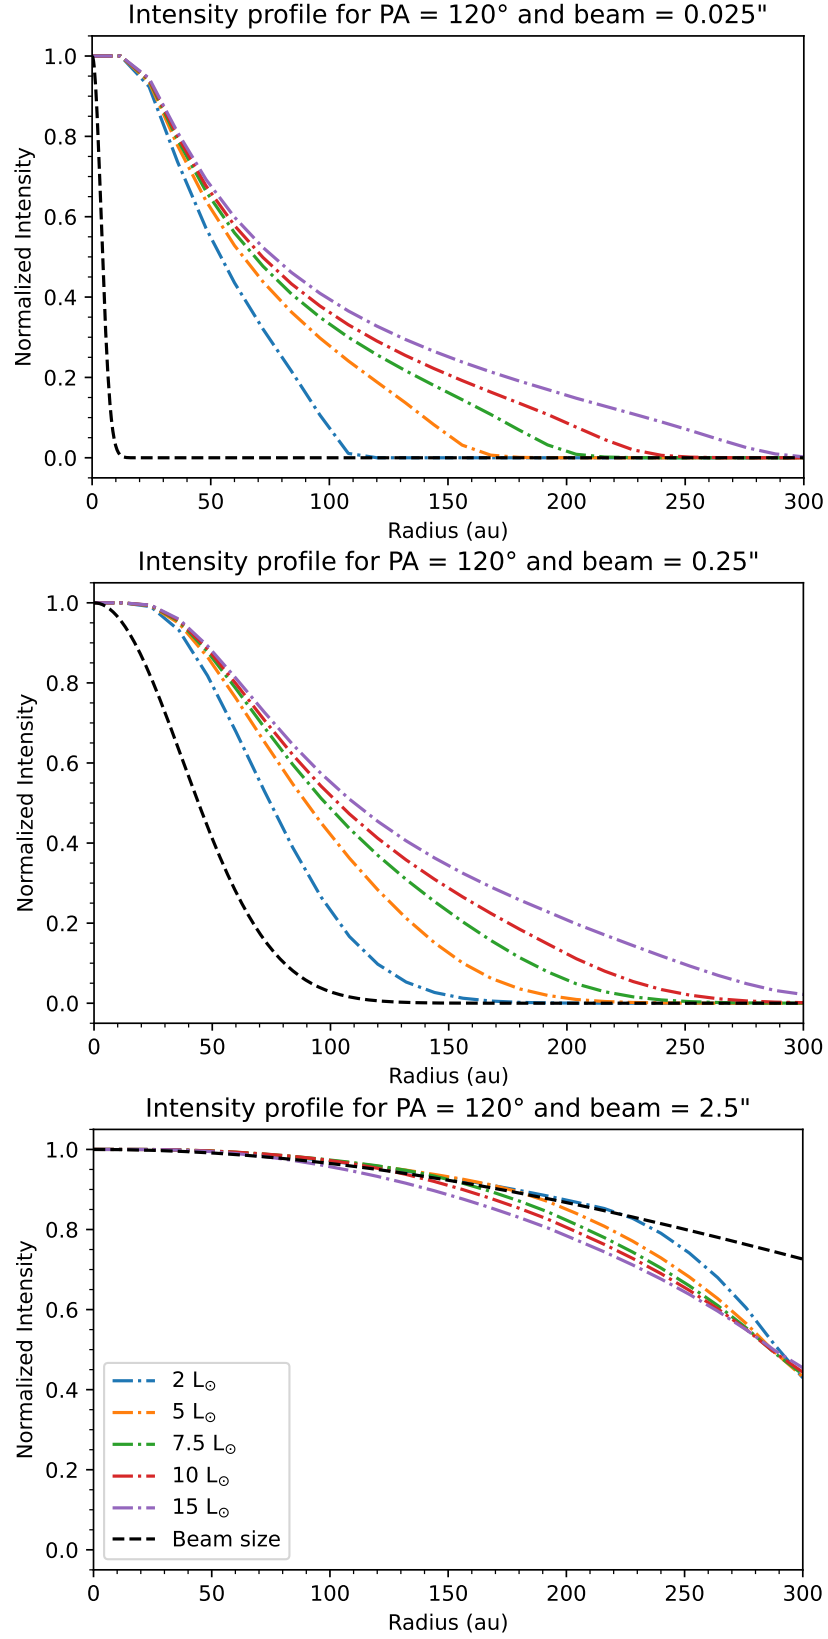 Intensity profile for PA = 120° and beam = 0.025"
1.0
0.8
0.6
0.4
0.2
0.0
Normalized Intensity
0 50 100 150 200 250 300
Radius (au)
Intensity profile for PA = 120° and beam = 0.25"
1.0
0.8
0.6
0.4
0.2
0.0
Normalized Intensity
0 50 100 150 200 250 300
Radius (au)
Intensity profile for PA = 120° and beam = 2.5"
1.0
0.8
0.6
0.4
0.2
0.0
Normalized Intensity
2 L⊙
5 L⊙
7.5 L⊙
10 L⊙
15 L⊙
Beam size
0 50 100 150 200 250 300
Radius (au)